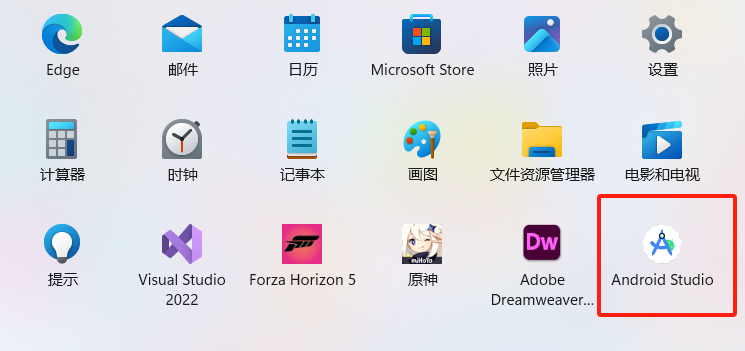 Edge
邮件
日历
Microsoft Store
照片
设置
计算器
时钟
记事本
画图
文件资源管理器
电影和电视
提示
Visual Studio
2022
Forza Horizon 5
miHoYo
原神
Dw
Adobe
Dreamweaver...
Android Studio